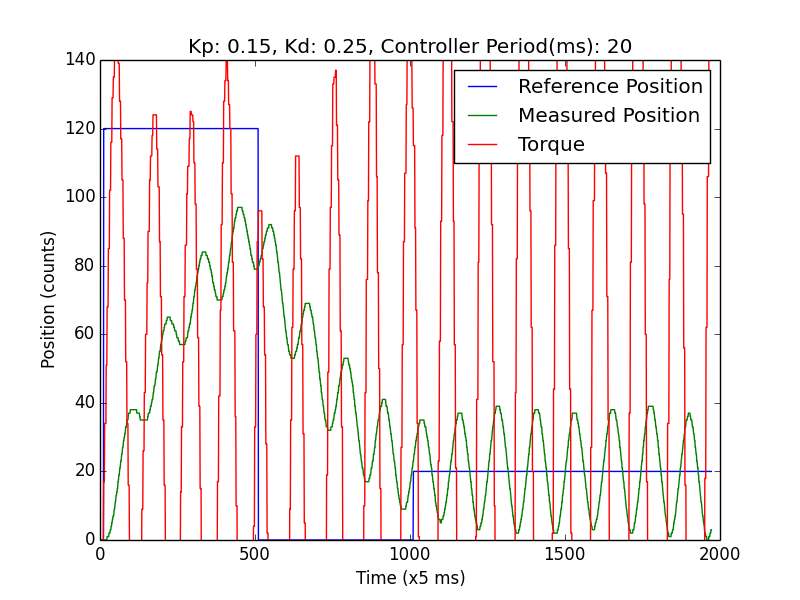 Kp: 0.15, Kd: 0.25, Controller Period(ms): 20
140
120
100
80
60
40
20
0
Position (counts)
Reference Position
Measured Position
Torque
0 500 1000 1500 2000
Time (x5 ms)